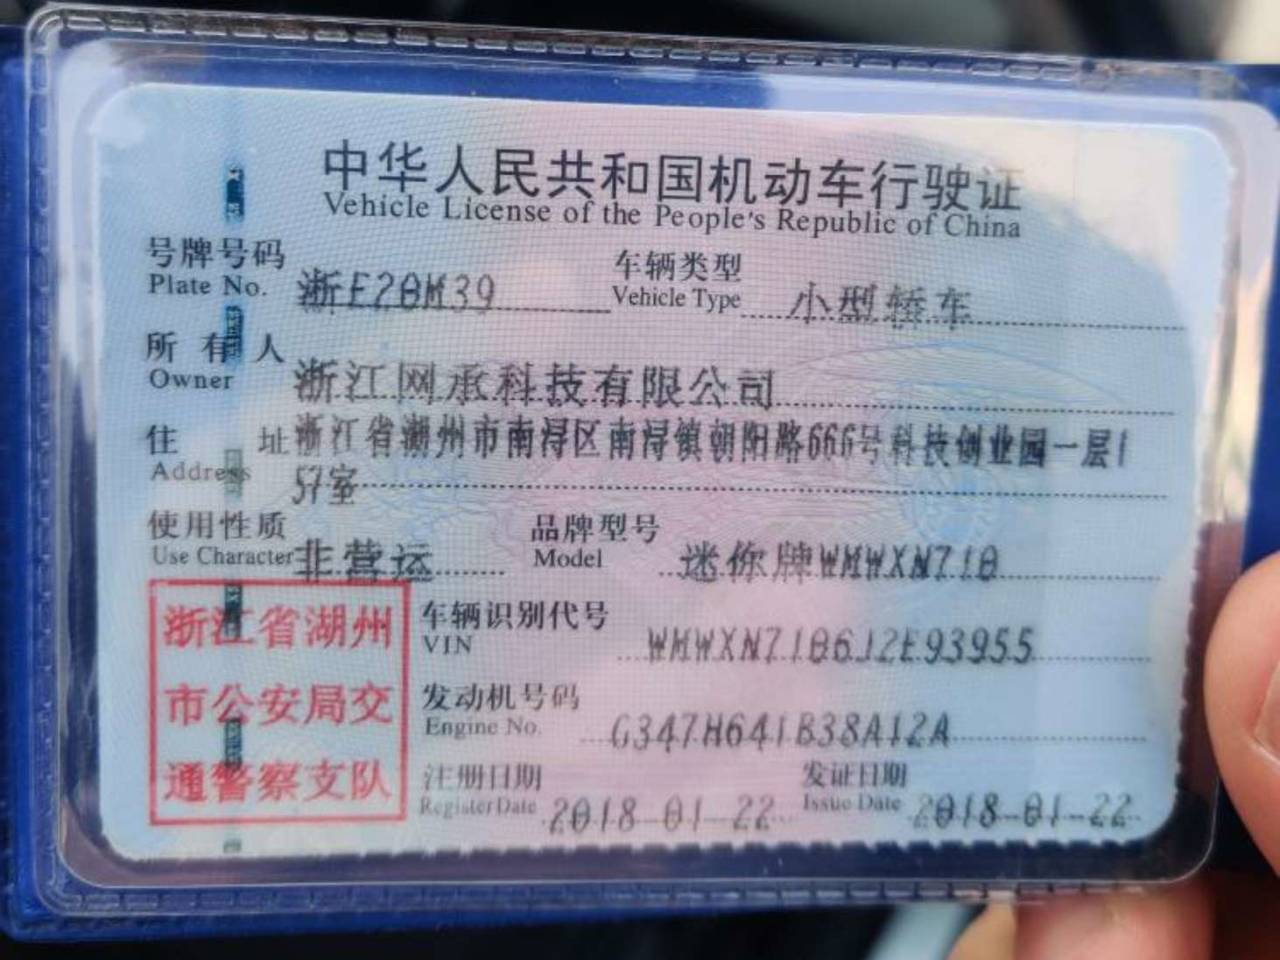 中华人民共和国机动车行驶证
Vehicle License of the People's Republic of China
号牌号码 浙E20M39 车辆类型 小型轿车
Plate No. Vehicle Type
所有人 浙江网承科技有限公司
Owner
住址 浙江省湖州市南浔区南浔镇朝阳路666号科技创业园一层1
Address 57室
使用性质 非营运 品牌型号 迷你牌WMWXN710
Use Character Model
浙江省湖州
市公安局交
通警察支队
车辆识别代号 WMWXN7106J2E93955
VIN
发动机号码 G347H641B38A12A
Engine No.
注册日期 2018-01-22 发证日期 2018-01-22
Register Date Issue Date